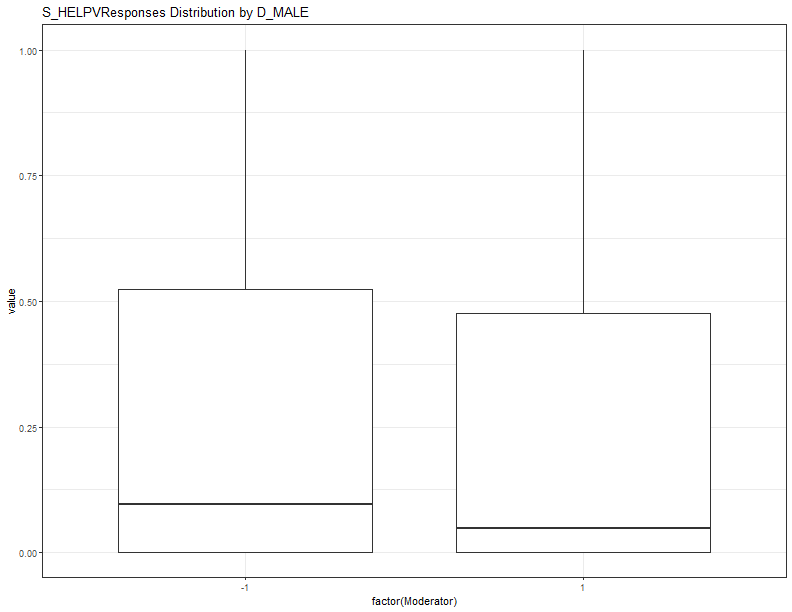 S_HELPVResponses Distribution by D_MALE
1.00
0.75
0.50
0.25
0.00
value
-1
1
factor(Moderator)